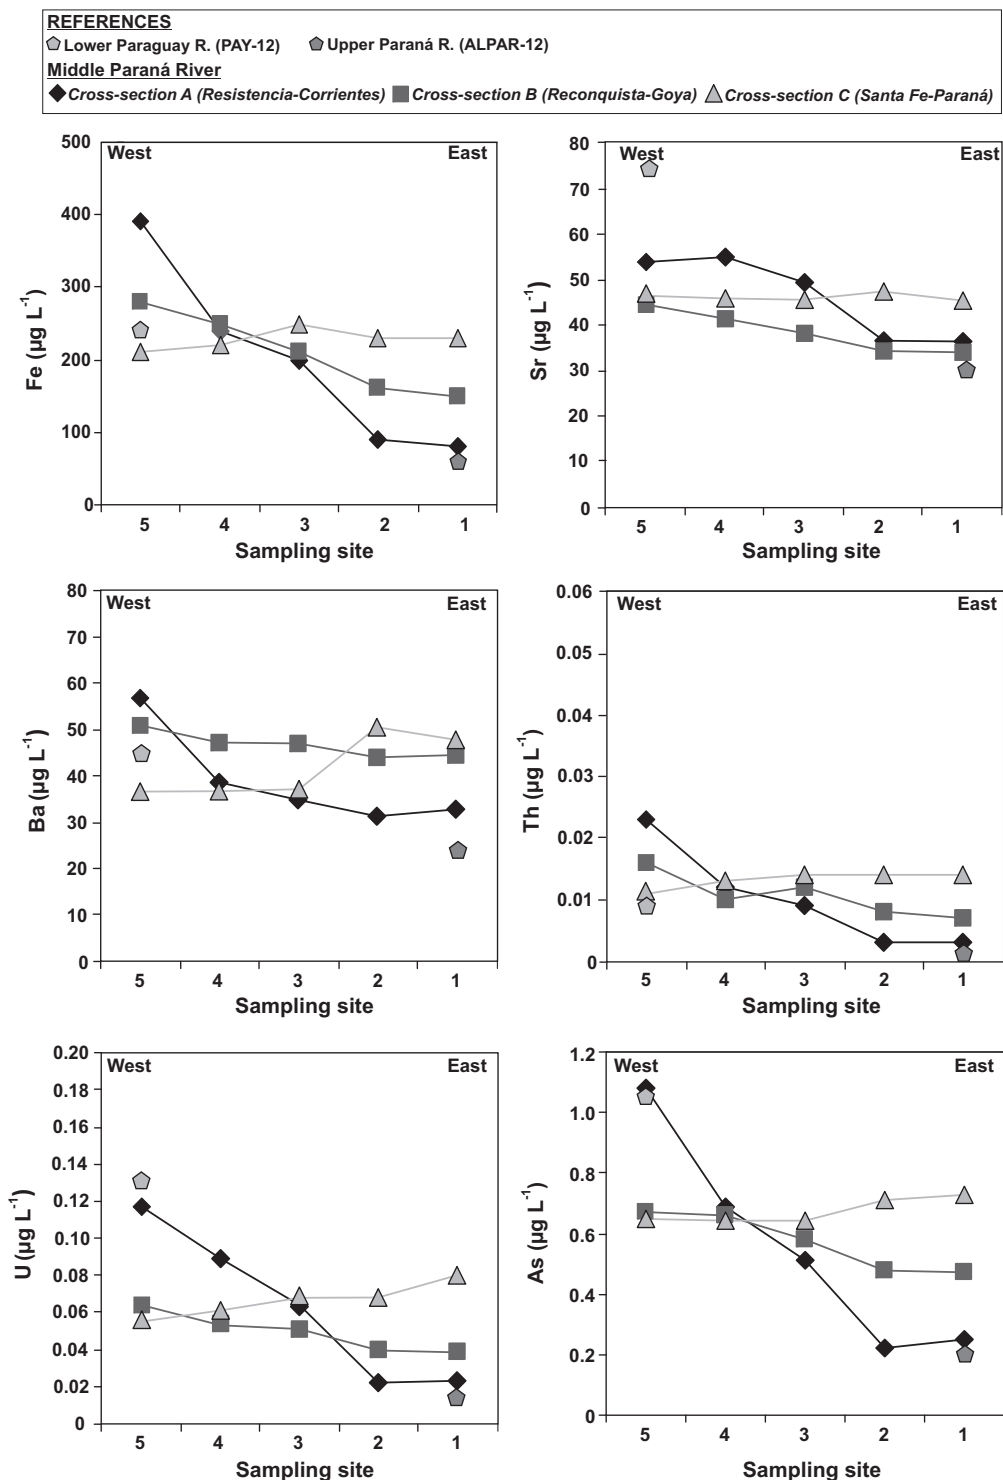 REFERENCES
Lower Paraguay R. (PAY-12) Upper Paraná R. (ALPAR-12)
Middle Paraná River
Cross-section A (Resistencia-Corrientes) Cross-section B (Reconquista-Goya) Cross-section C (Santa Fe-Paraná)
500
400
300
200
100
0
Fe (µg L⁻¹)
West East
5 4 3 2 1
Sampling site
80
70
60
50
40
30
20
10
0
Sr (µg L⁻¹)
West East
5 4 3 2 1
Sampling site
80
70
60
50
40
30
20
10
0
Ba (µg L⁻¹)
West East
5 4 3 2 1
Sampling site
0.06
0.05
0.04
0.03
0.02
0.01
0
Th (µg L⁻¹)
West East
5 4 3 2 1
Sampling site
0.20
0.18
0.16
0.14
0.12
0.10
0.08
0.06
0.04
0.02
0
U (µg L⁻¹)
West East
5 4 3 2 1
Sampling site
1.2
1.0
0.8
0.6
0.4
0.2
0
As (µg L⁻¹)
West East
5 4 3 2 1
Sampling site